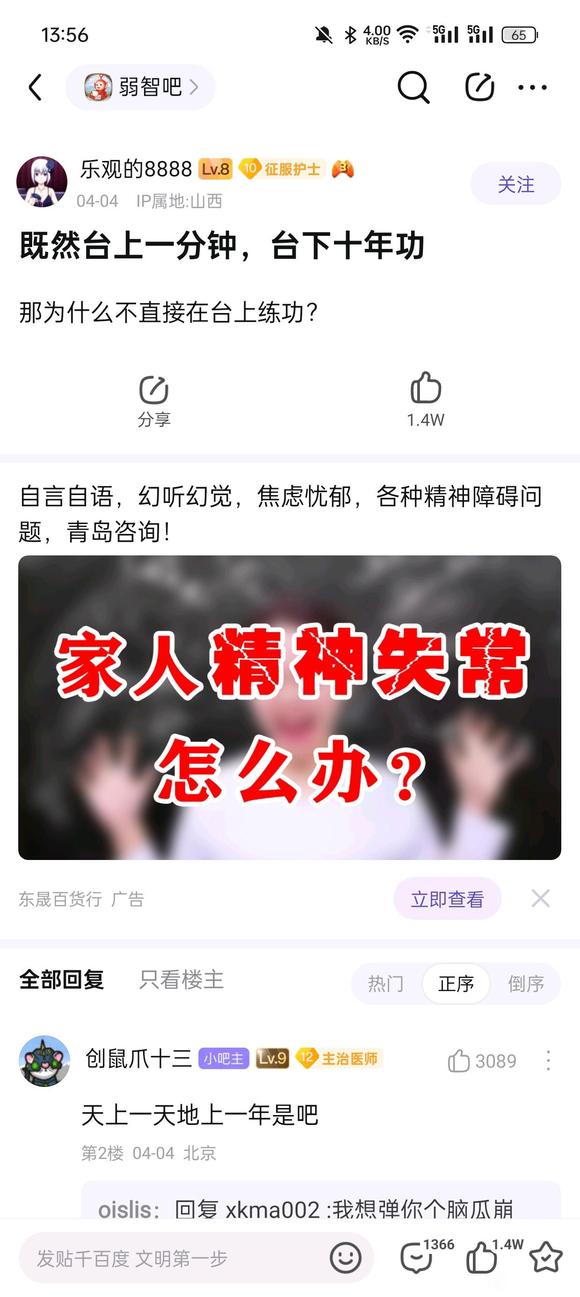 13:56
4.00
KB/S
5G
5G
65
弱智吧
乐观的8888 Lv.8 10 征服护士 3
04-04 IP属地:山西
关注
既然台上一分钟，台下十年功
那为什么不直接在台上练功？
分享
1.4W
自言自语，幻听幻觉，焦虑忧郁，各种精神障碍问
题，青岛咨询！
家人精神失常
怎么办？
东晟百货行 广告
立即查看
全部回复 只看楼主
热门 正序 倒序
创鼠爪十三 小吧主 Lv.9 12 主治医师
3089
天上一天地上一年是吧
第2楼 04-04 北京
oislis：回复 xkma002 :我想弹你个脑瓜崩
发贴千百度 文明第一步
1366
1.4W